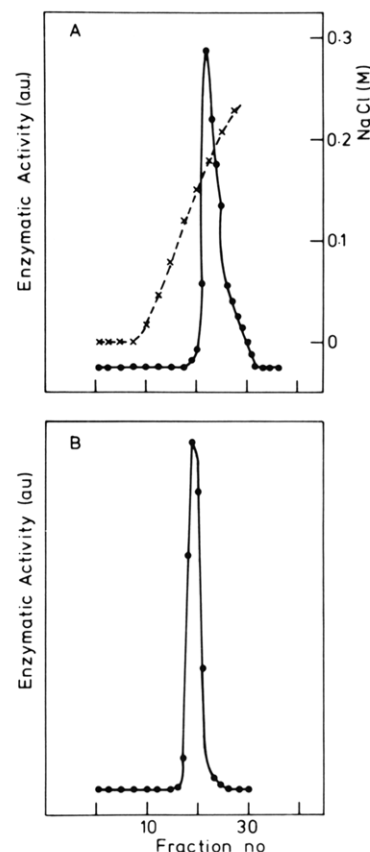 A
Enzymatic Activity (au)
0.3
0.2
0.1
0
NaCl (M)
B
Enzymatic Activity (au)
10
30
Fraction no